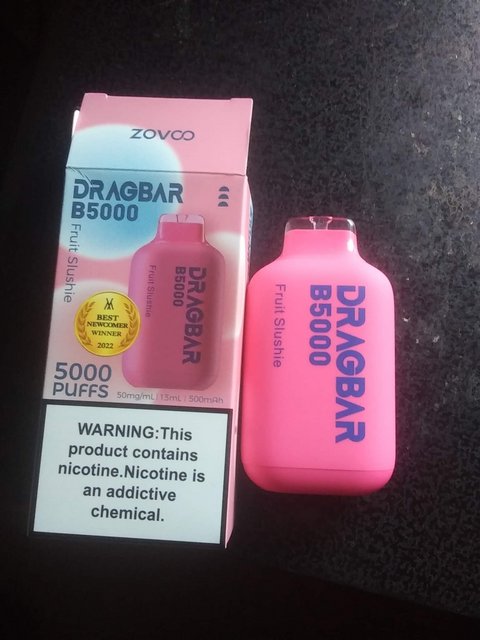 ZOVOO
DRAGBAR
B5000
Fruit Slushie
DRAGBAR
B5000
Fruit Slushie
BEST
NEWCOMER
WINNER
2022
5000
PUFFS
50mg/mL | 13mL | 500mAh
WARNING:This
product contains
nicotine.Nicotine is
an addictive
chemical.
DRAGBAR
B5000
Fruit Slushie